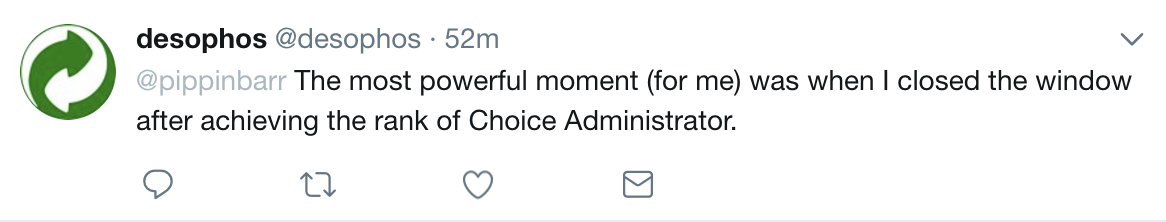 desophos @desophos · 52m
@pippinbarr The most powerful moment (for me) was when I closed the window
after achieving the rank of Choice Administrator.